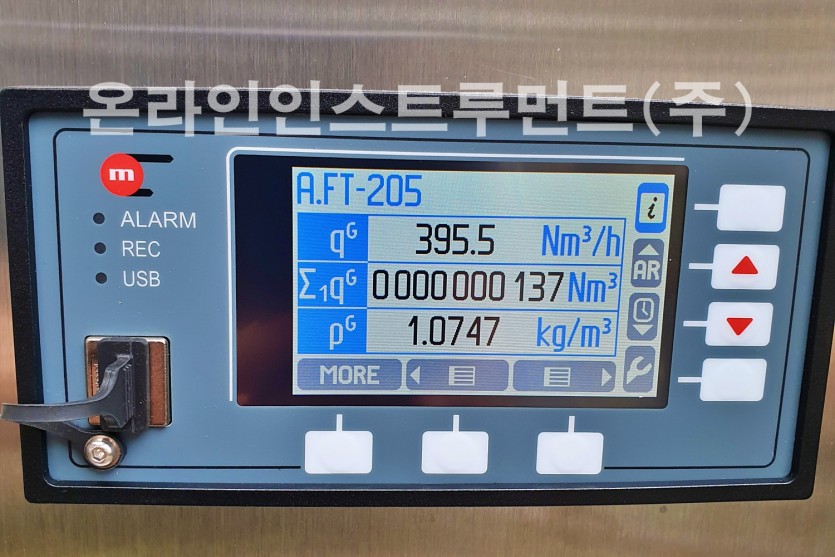 온라인인스트루먼트(주)
m
ALARM
REC
USB
A.FT-205
i
qᴳ 395.5 Nm³/h
AR
Σ₁qᴳ 0000000137 Nm³
ρᴳ 1.0747 kg/m³
MORE